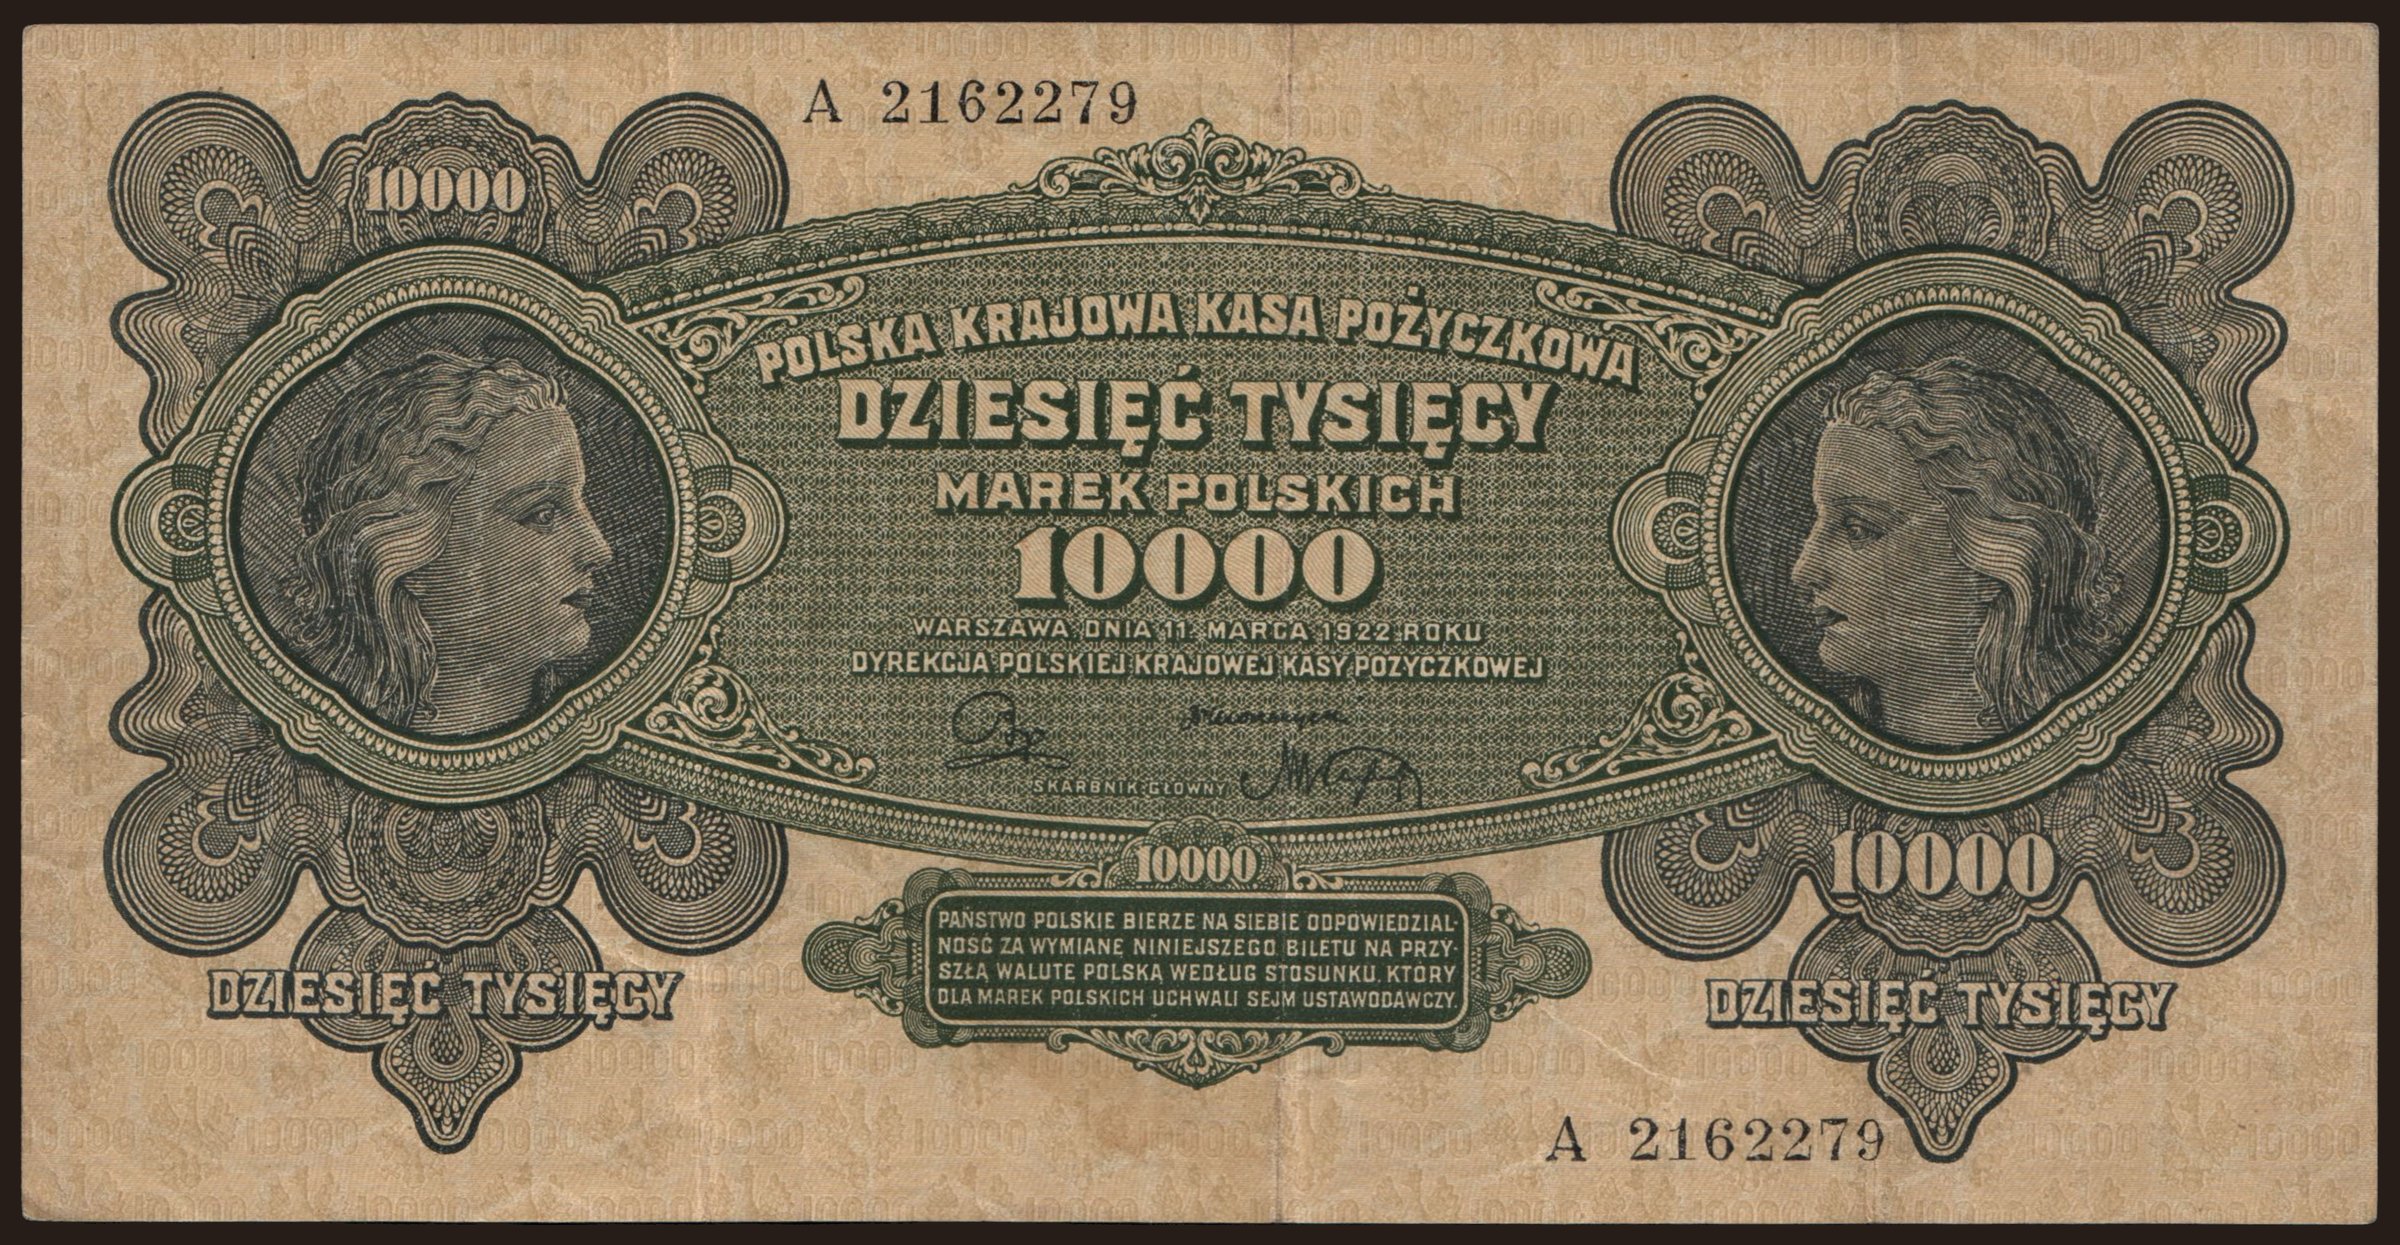 A 2162279
10000
POLSKA KRAJOWA KASA POŻYCZKOWA
DZIESIĘĆ TYSIĘCY
MAREK POLSKICH
10000
WARSZAWA, DNIA 11. MARCA 1922 ROKU
DYREKCJA POLSKIEJ KRAJOWEJ KASY POŻYCZKOWEJ
SKARBNIK GŁÓWNY
10000
10000
PAŃSTWO POLSKIE BIERZE NA SIEBIE ODPOWIEDZIAL-
NOŚĆ ZA WYMIANĘ NINIEJSZEGO BILETU NA PRZY-
SZŁĄ WALUTĘ POLSKĄ WEDŁUG STOSUNKU, KTÓRY
DLA MAREK POLSKICH UCHWALI SEJM USTAWODAWCZY.
DZIESIĘĆ TYSIĘCY
DZIESIĘĆ TYSIĘCY
A 2162279